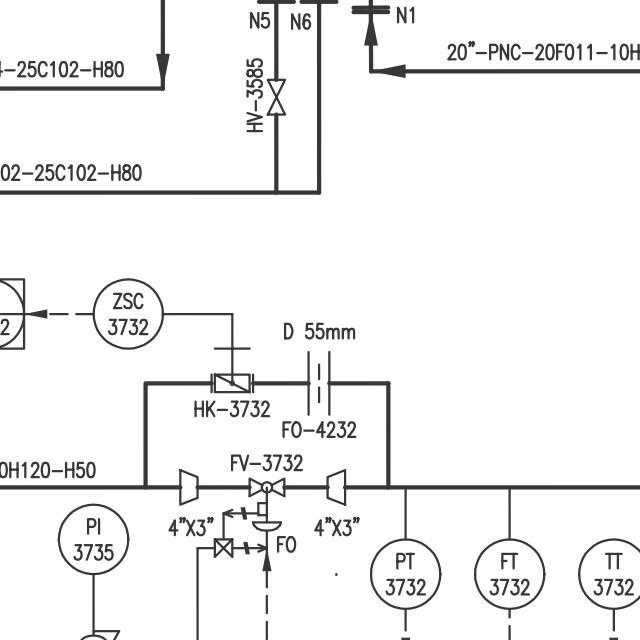 N5
N6
N1
20"-PNC-20F011-10H
4-25C102-H80
HV-3585
02-25C102-H80
ZSC
3732
2
D 55mm
HK-3732
FO-4232
FV-3732
0H120-H50
4"X3"
4"X3"
FO
PI
3735
PT
3732
FT
3732
TT
3732